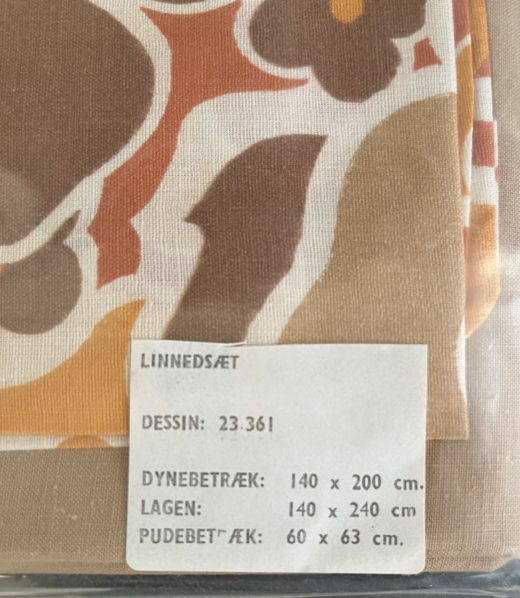 LINNEDSÆT
DESSIN: 23.361
DYNEBETRÆK: 140 x 200 cm.
LAGEN: 140 x 240 cm
PUDEBETRÆK: 60 x 63 cm.